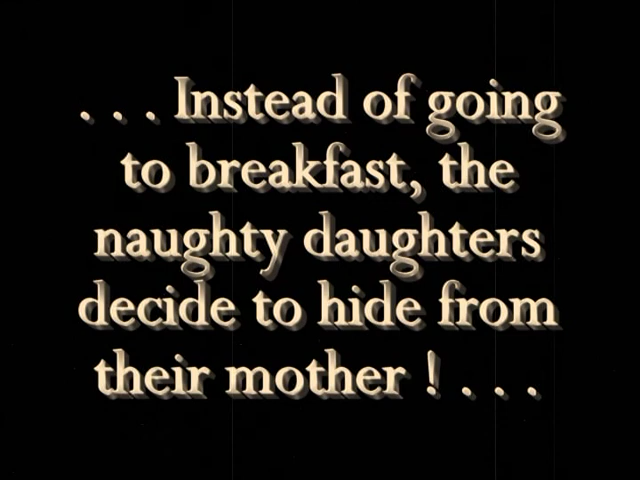 . . . Instead of going
to breakfast, the
naughty daughters
decide to hide from
their mother ! . . .